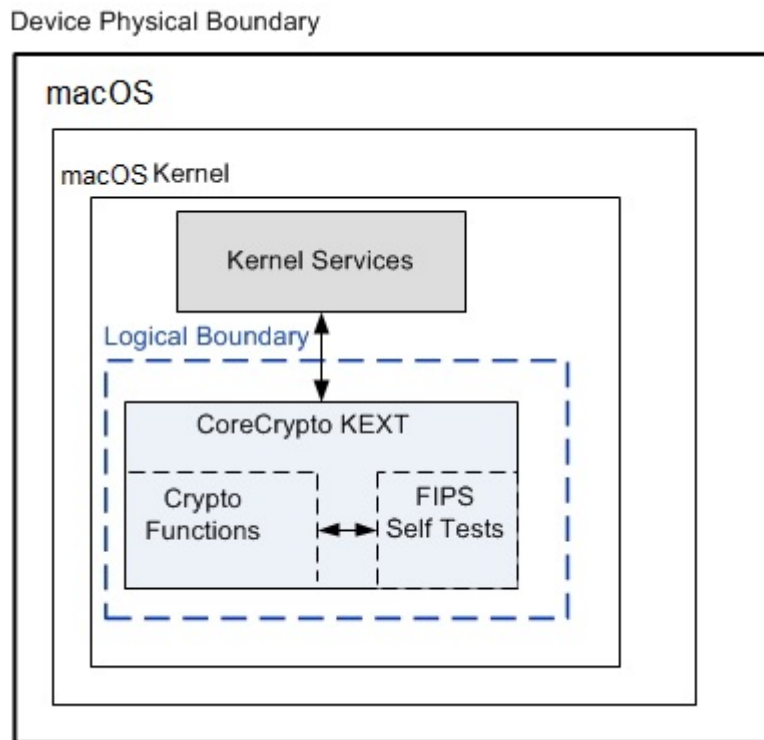 Device Physical Boundary
macOS
macOS Kernel
Kernel Services
Logical Boundary
CoreCrypto KEXT
Crypto
Functions
FIPS
Self Tests